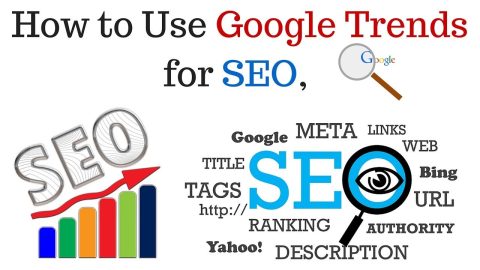 How to Use Google Trends
for SEO,
Google
SEO
Google META LINKS
WEB
TITLE
SEO
Bing
TAGS
URL
http://
RANKING
AUTHORITY
Yahoo!
DESCRIPTION